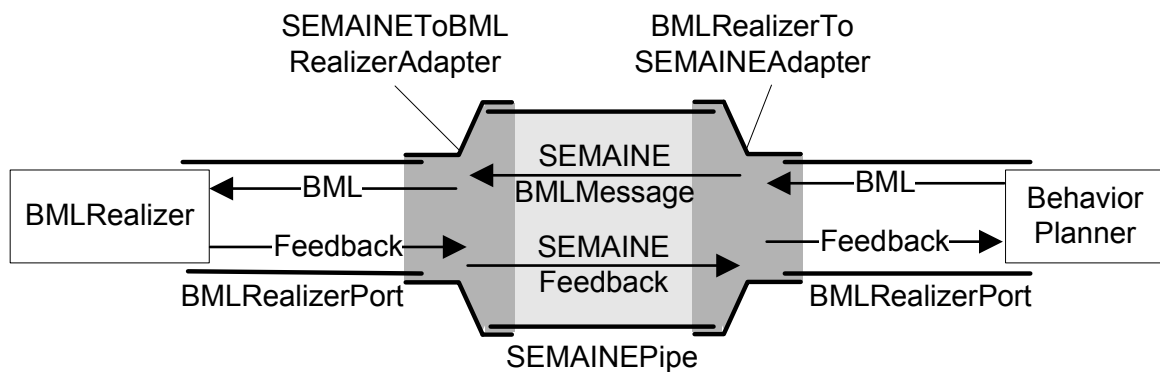 SEMAINEToBML
RealizerAdapter
BMLRealizerTo
SEMAINEAdapter
SEMAINE
BMLMessage
BML
BML
BMLRealizer
Behavior
Planner
Feedback
SEMAINE
Feedback
Feedback
BMLRealizerPort
BMLRealizerPort
SEMAINEPipe